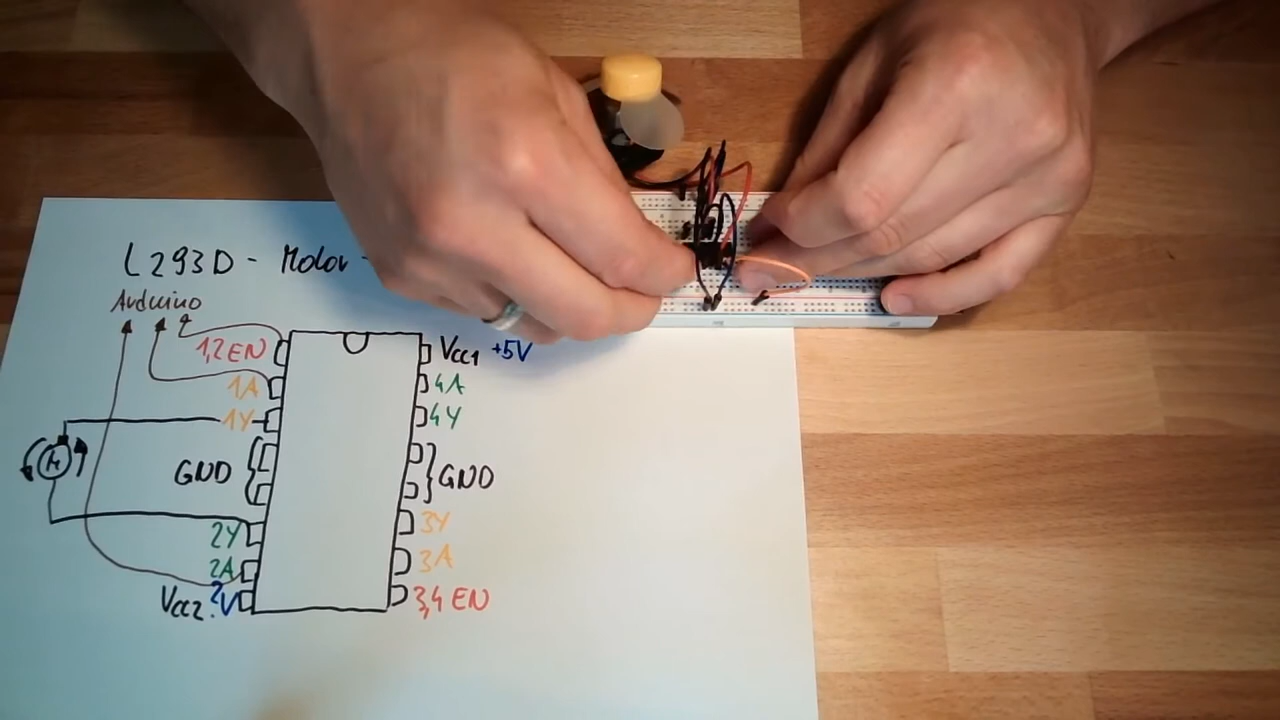 L293D - Motor -
Arduino
1,2EN
1A
1Y
GND
2Y
2A
Vcc2 ?V
M
Vcc1 +5V
4A
4Y
GND
3Y
3A
3,4 EN